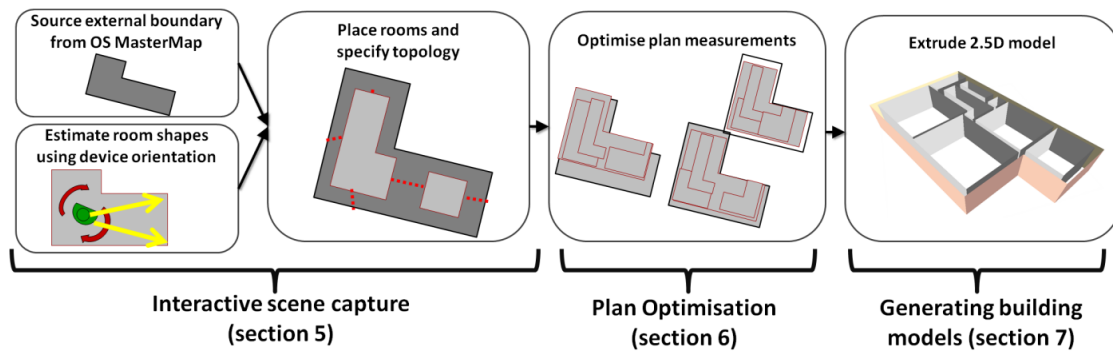 Source external boundary
from OS MasterMap
Estimate room shapes
using device orientation
Place rooms and
specify topology
Optimise plan measurements
Extrude 2.5D model
Interactive scene capture
(section 5)
Plan Optimisation
(section 6)
Generating building
models (section 7)